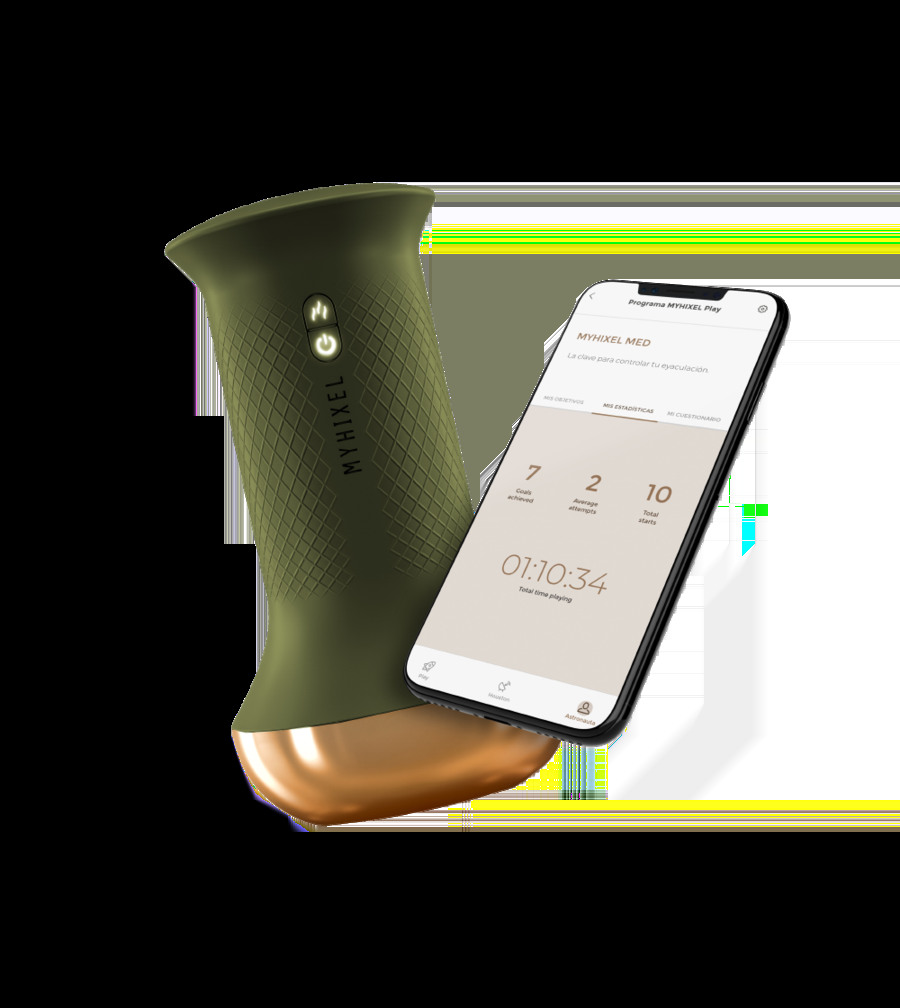 MYHIXEL
Programa MYHIXEL Play
MYHIXEL MED
La clave para controlar tu eyaculación.
MIS OBJETIVOS MIS ESTADÍSTICAS MI CUESTIONARIO
7 2 10
Goals Average Total
achieved attempts starts
01:10:34
Total time playing
Play Houston Astronauta